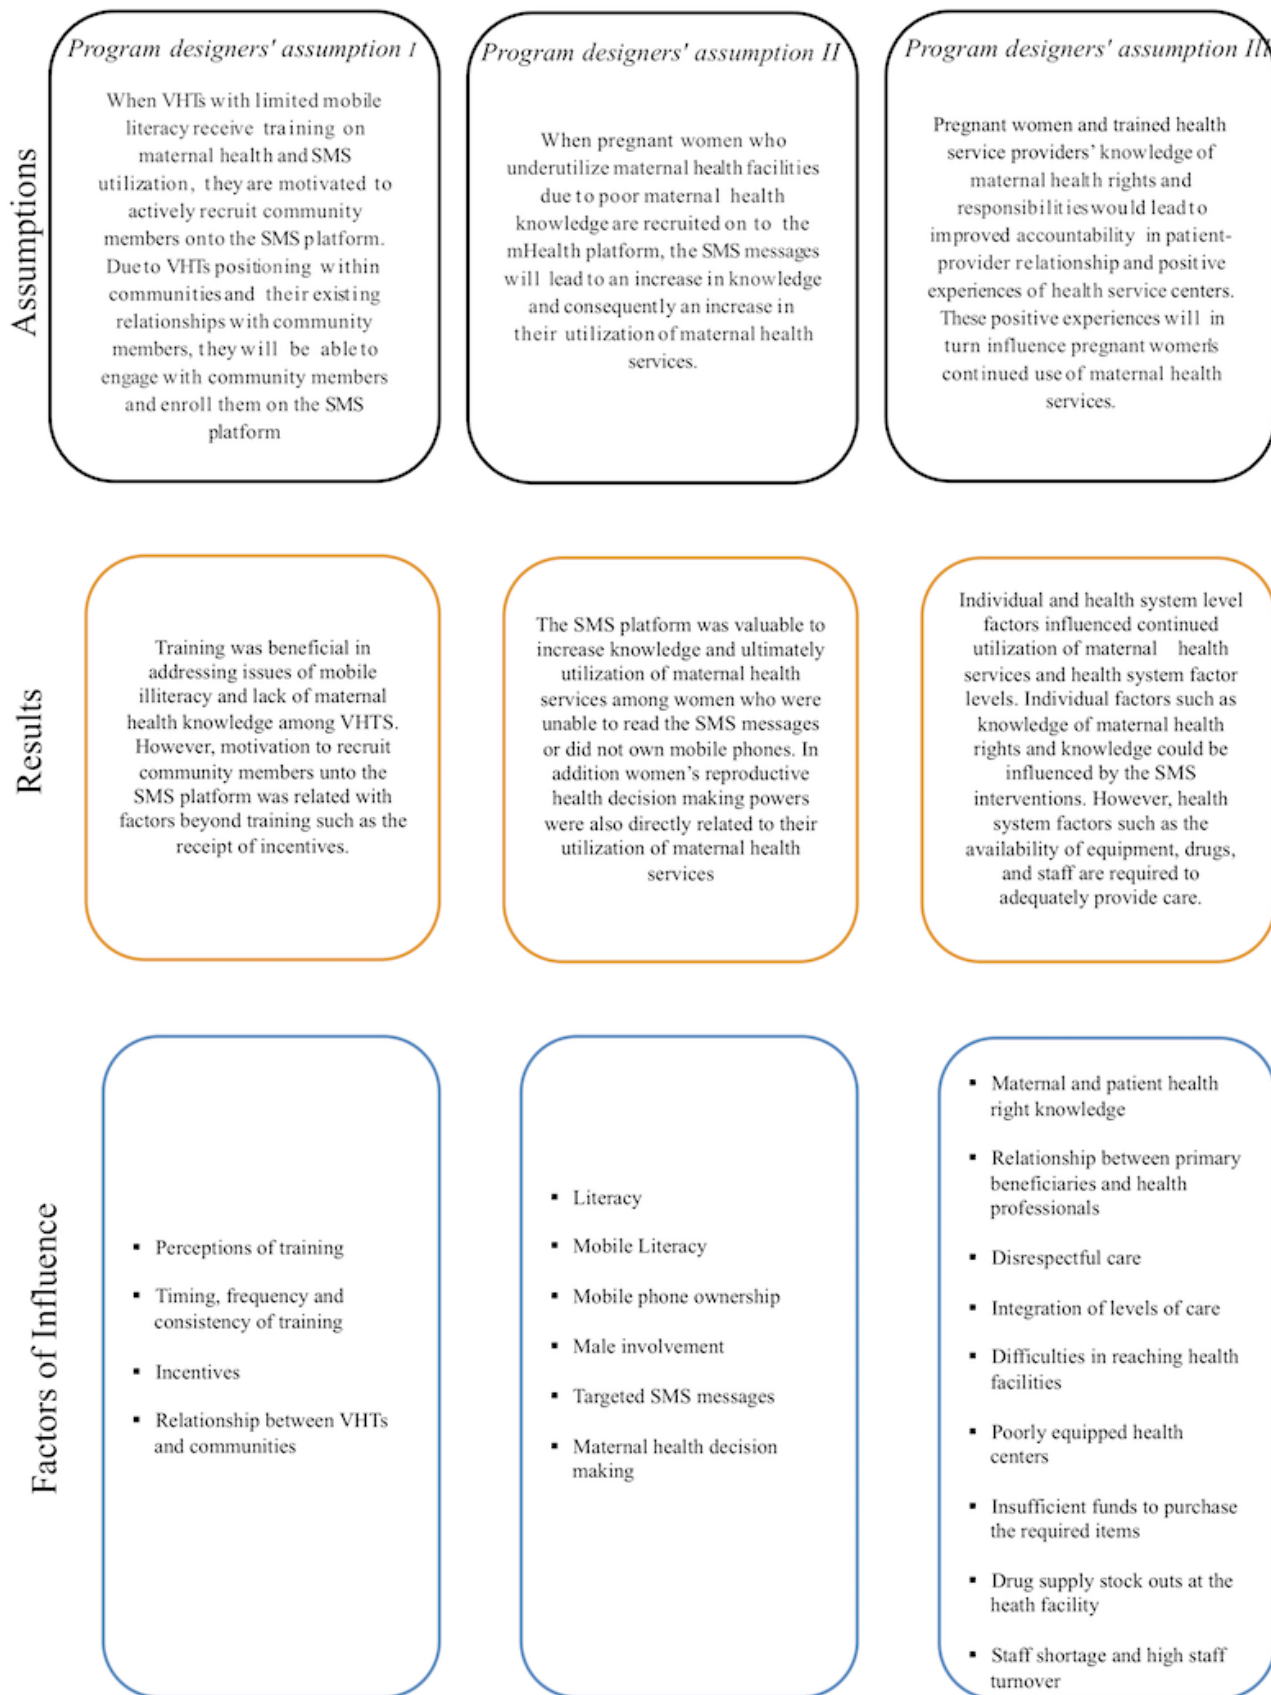 Assumptions
Program designers' assumption I
When VHTs with limited mobile
literacy receive training on
maternal health and SMS
utilization, they are motivated to
actively recruit community
members onto the SMS platform.
Due to VHTs positioning within
communities and their existing
relationships with community
members, they will be able to
engage with community members
and enroll them on the SMS
platform
Program designers' assumption II
When pregnant women who
underutilize maternal health facilities
due to poor maternal health
knowledge are recruited on to the
mHealth platform, the SMS messages
will lead to an increase in knowledge
and consequently an increase in
their utilization of maternal health
services.
Program designers' assumption III
Pregnant women and trained health
service providers' knowledge of
maternal health rights and
responsibilities would lead to
improved accountability in patient-
provider relationship and positive
experiences of health service centers.
These positive experiences will in
turn influence pregnant women's
continued use of maternal health
services.
Results
Training was beneficial in
addressing issues of mobile
illiteracy and lack of maternal
health knowledge among VHTS.
However, motivation to recruit
community members unto the
SMS platform was related with
factors beyond training such as the
receipt of incentives.
The SMS platform was valuable to
increase knowledge and ultimately
utilization of maternal health
services among women who were
unable to read the SMS messages
or did not own mobile phones. In
addition women's reproductive
health decision making powers
were also directly related to their
utilization of maternal health
services
Individual and health system level
factors influenced continued
utilization of maternal health
services and health system factor
levels. Individual factors such as
knowledge of maternal health
rights and knowledge could be
influenced by the SMS
interventions. However, health
system factors such as the
availability of equipment, drugs,
and staff are required to
adequately provide care.
Factors of Influence
▪ Perceptions of training
▪ Timing, frequency and
consistency of training
▪ Incentives
▪ Relationship between VHTs
and communities
▪ Literacy
▪ Mobile Literacy
▪ Mobile phone ownership
▪ Male involvement
▪ Targeted SMS messages
▪ Maternal health decision
making
▪ Maternal and patient health
right knowledge
▪ Relationship between primary
beneficiaries and health
professionals
▪ Disrespectful care
▪ Integration of levels of care
▪ Difficulties in reaching health
facilities
▪ Poorly equipped health
centers
▪ Insufficient funds to purchase
the required items
▪ Drug supply stock outs at the
heath facility
▪ Staff shortage and high staff
turnover